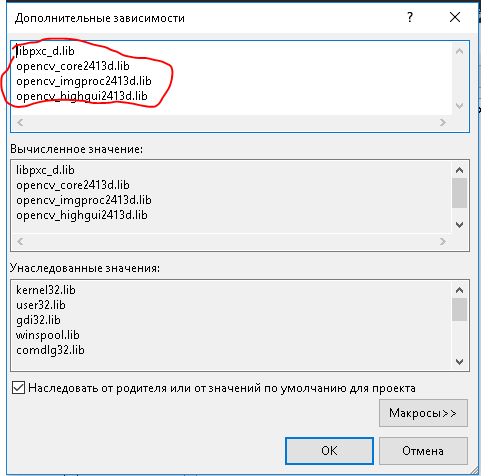 Дополнительные зависимости
?
libpxc_d.lib
opencv_core2413d.lib
opencv_imgproc2413d.lib
opencv_highgui2413d.lib
Вычисленное значение:
libpxc_d.lib
opencv_core2413d.lib
opencv_imgproc2413d.lib
opencv_highgui2413d.lib
Унаследованные значения:
kernel32.lib
user32.lib
gdi32.lib
winspool.lib
comdlg32.lib
Наследовать от родителя или от значений по умолчанию для проекта
Макросы>>
ОК
Отмена